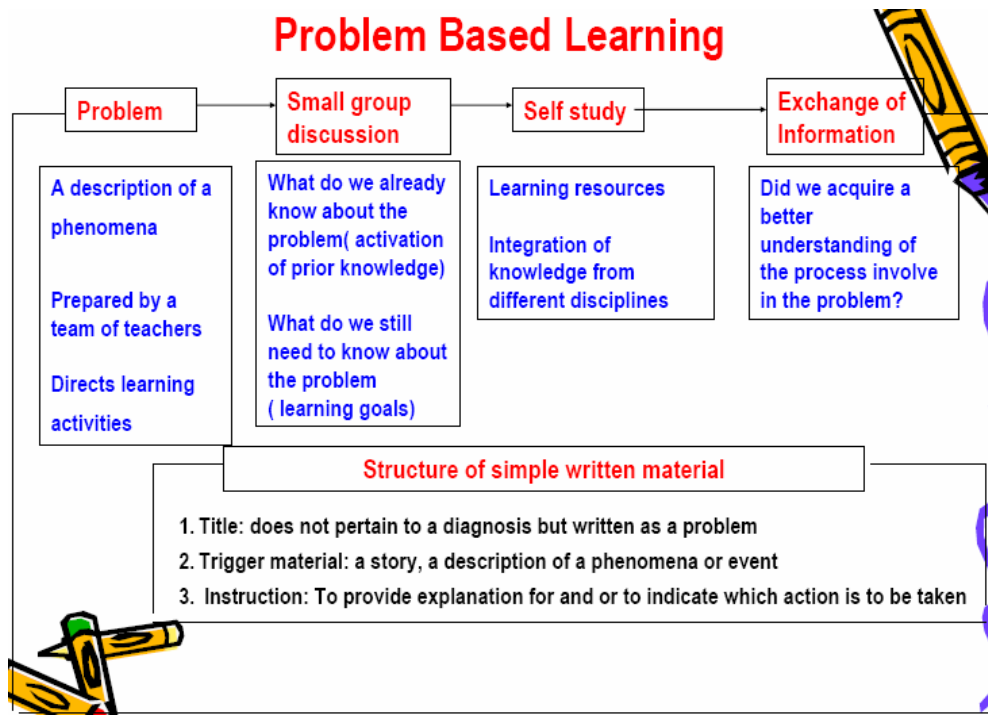 Problem Based Learning
Problem
Small group
discussion
Self study
Exchange of
Information
A description of a
phenomena
Prepared by a
team of teachers
Directs learning
activities
What do we already
know about the
problem( activation
of prior knowledge)
What do we still
need to know about
the problem
( learning goals)
Learning resources
Integration of
knowledge from
different disciplines
Did we acquire a
better
understanding of
the process involve
in the problem?
Structure of simple written material
1. Title: does not pertain to a diagnosis but written as a problem
2. Trigger material: a story, a description of a phenomena or event
3. Instruction: To provide explanation for and or to indicate which action is to be taken